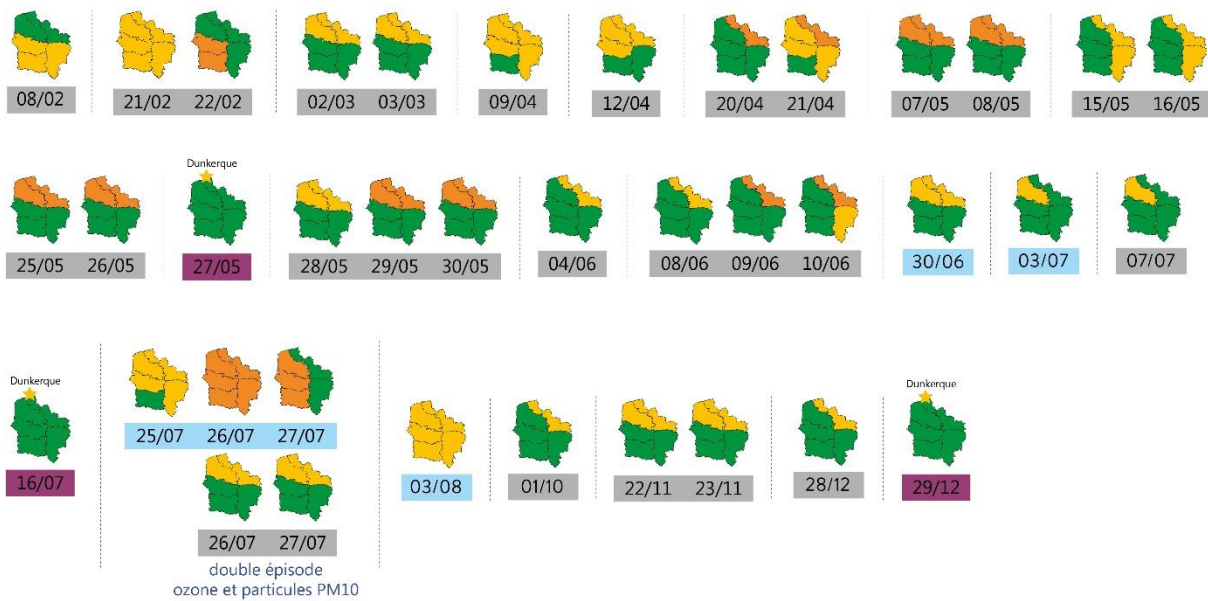 08/02 21/02 22/02 02/03 03/03 09/04 12/04 20/04 21/04 07/05 08/05 15/05 16/05
Dunkerque
25/05 26/05 27/05 28/05 29/05 30/05 04/06 08/06 09/06 10/06 30/06 03/07 07/07
Dunkerque
16/07
25/07 26/07 27/07
26/07 27/07
double épisode
ozone et particules PM10
03/08 01/10 22/11 23/11 28/12
Dunkerque
29/12